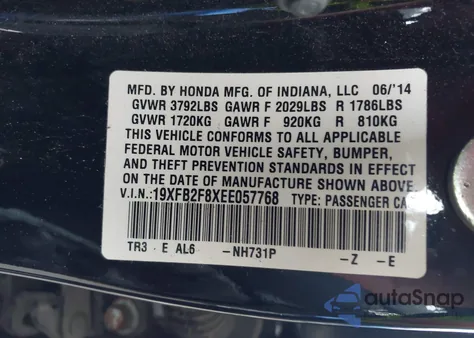 MFD. BY HONDA MFG. OF INDIANA, LLC 06/'14
GVWR 3792LBS GAWR F 2029LBS R 1786LBS
GVWR 1720KG GAWR F 920KG R 810KG
THIS VEHICLE CONFORMS TO ALL APPLICABLE
FEDERAL MOTOR VEHICLE SAFETY, BUMPER,
AND THEFT PREVENTION STANDARDS IN EFFECT
ON THE DATE OF MANUFACTURE SHOWN ABOVE
V.I.N.:19XFB2F8XEE057768 TYPE: PASSENGER CA
TR3 - E AL6 -NH731P -Z -E
autoSnap